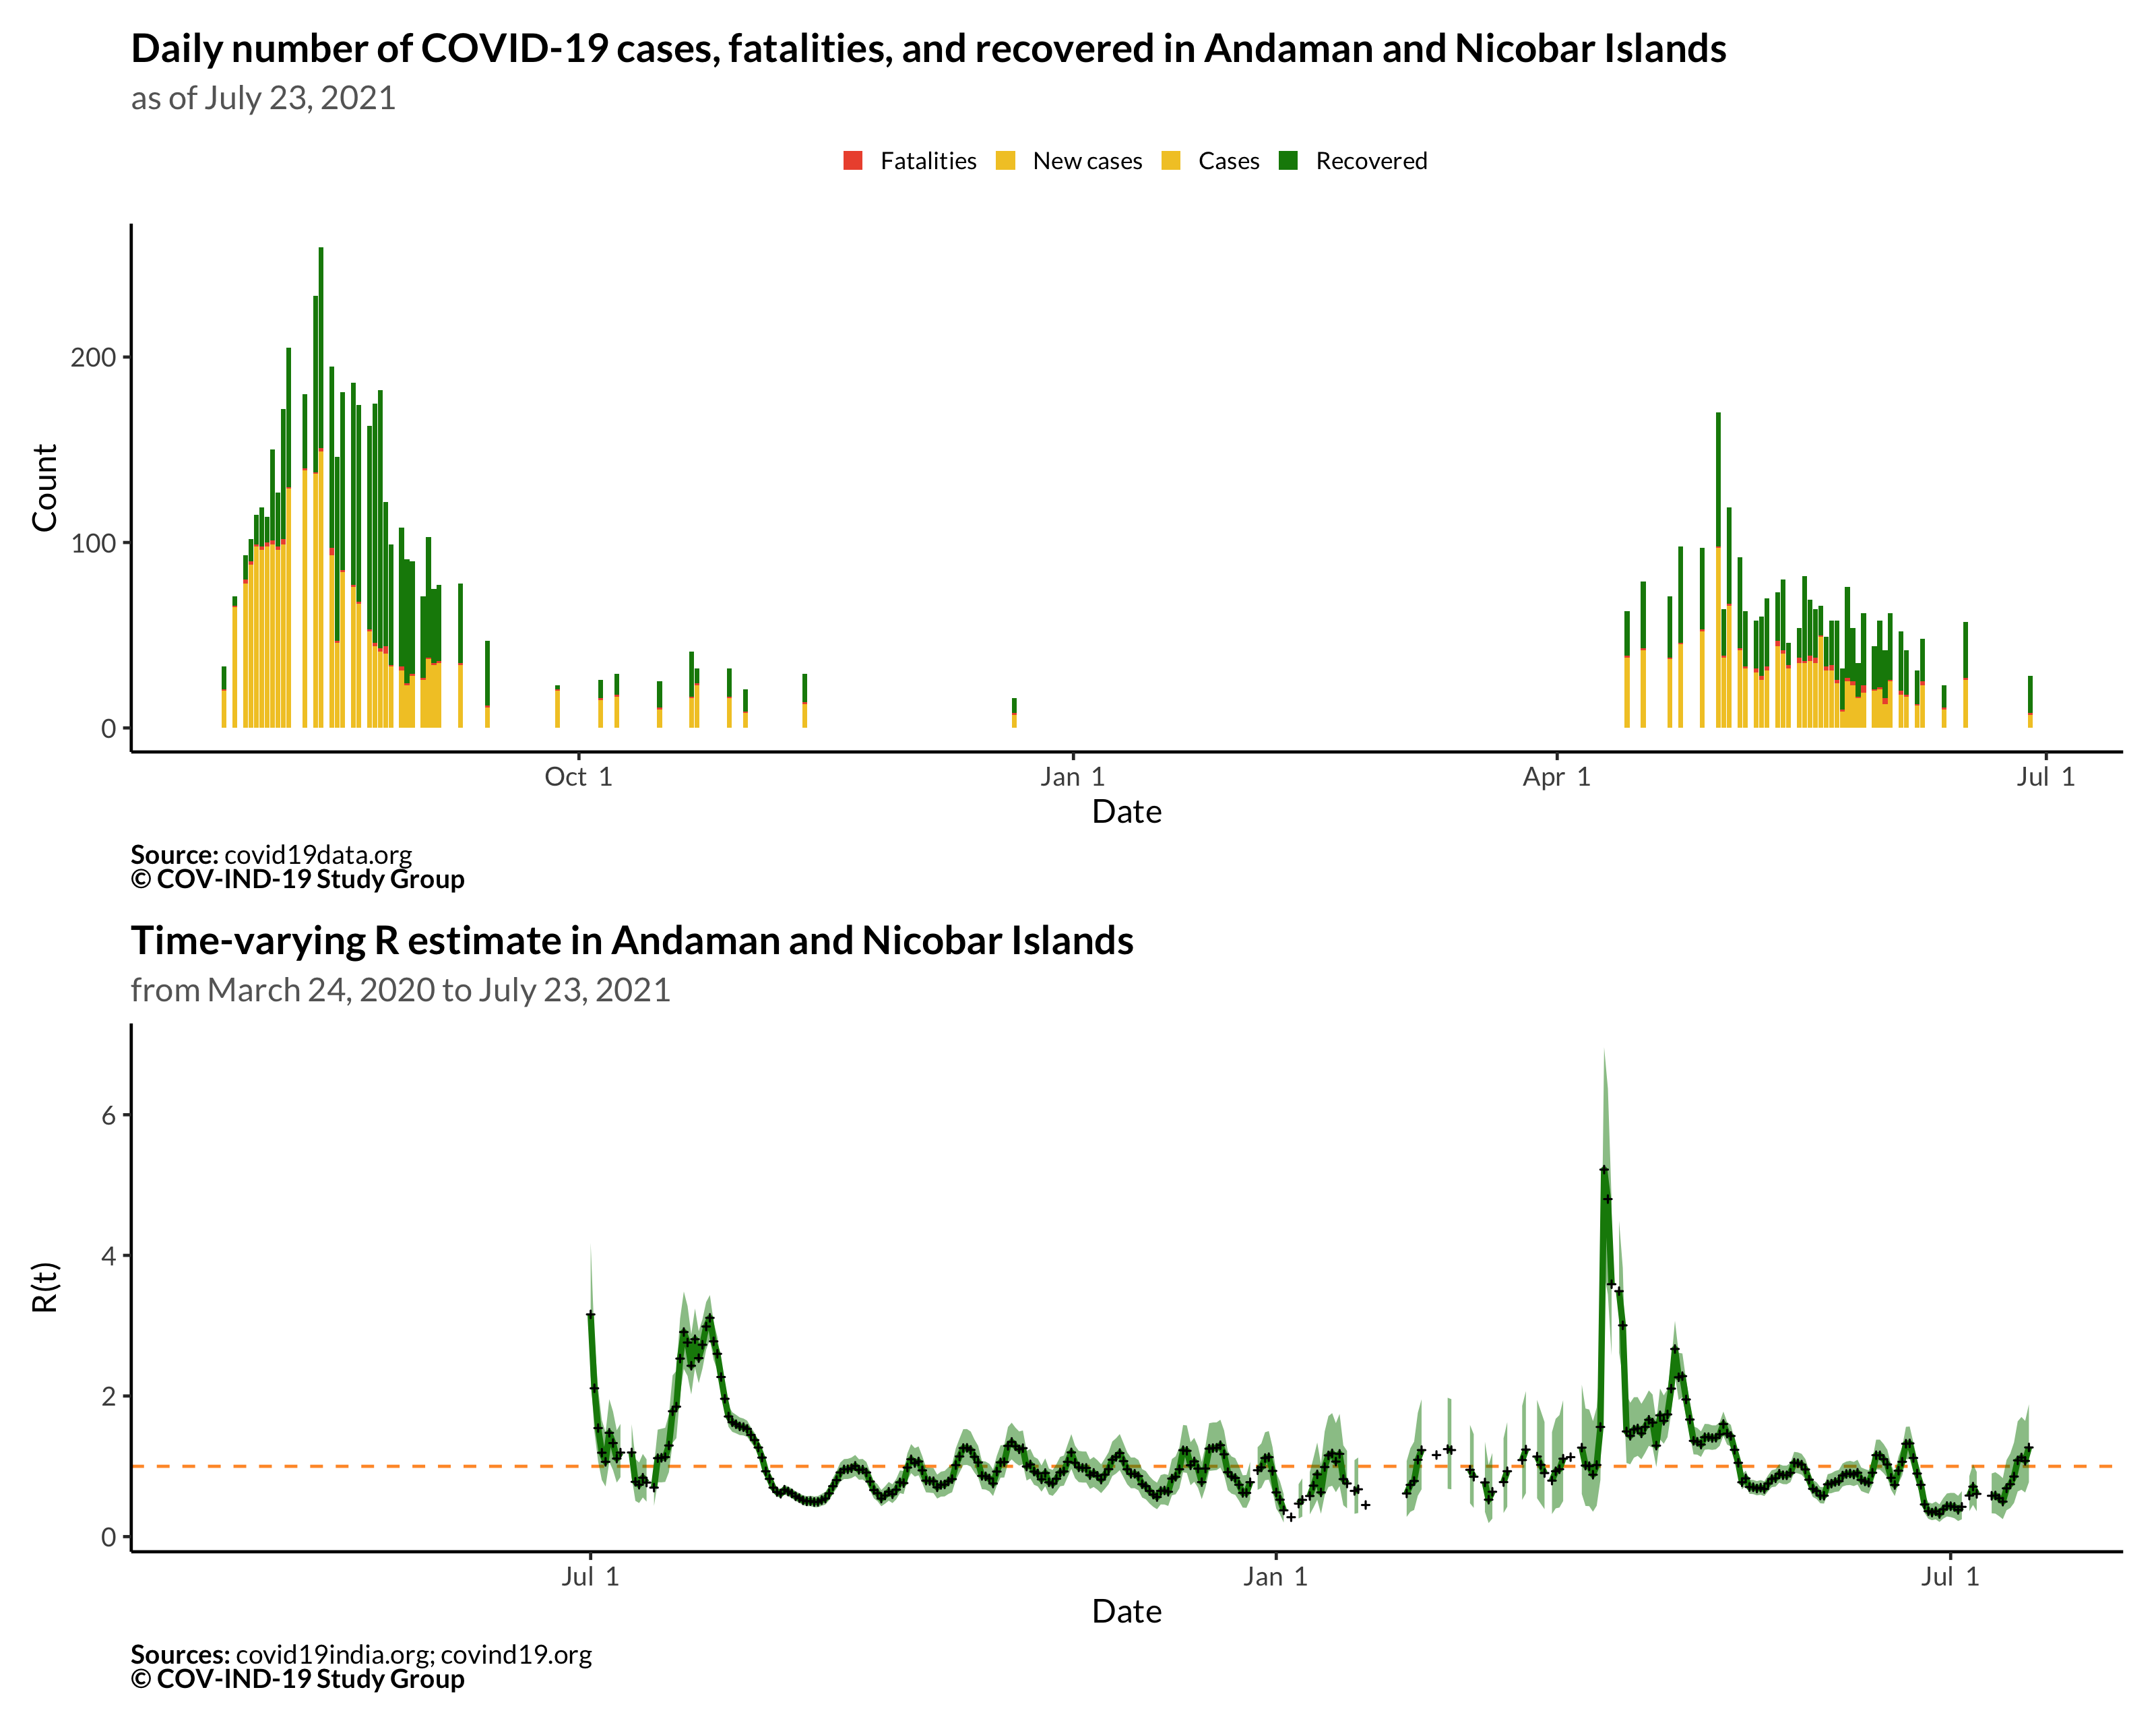 Daily number of COVID-19 cases, fatalities, and recovered in Andaman and Nicobar Islands
as of July 23, 2021
Fatalities New cases Cases Recovered
Count
200
100
0
Oct 1 Jan 1 Apr 1 Jul 1
Date
Source: covid19data.org
© COV-IND-19 Study Group
Time-varying R estimate in Andaman and Nicobar Islands
from March 24, 2020 to July 23, 2021
R(t)
6
4
2
0
Jul 1 Jan 1 Jul 1
Date
Sources: covid19india.org; covind19.org
© COV-IND-19 Study Group